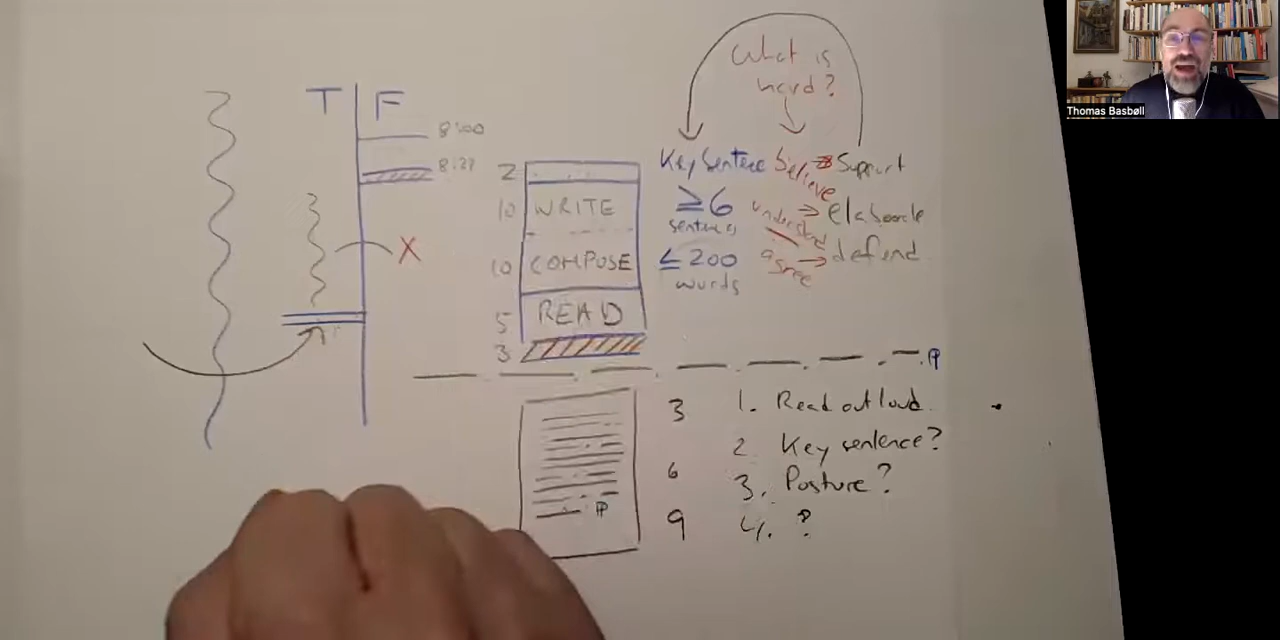 What is
hard?
T F
8:00
8:27
X
2
10 WRITE
10 COMPOSE
5 READ
3
Key Sentence believe Support
≥6 understand ⇒ elaborate
sentences
≤200 agree → defend
words
3 1. Read out loud.
2 Key sentence?
6 3. Posture?
9 4. ?
Thomas Basbøll